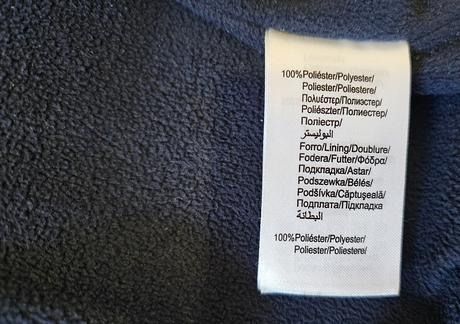 100%Poliéster/Polyester/
Poliester/Poliestere/
Πολυέστερ/Полиэстер/
Poliészter/Полиестер/
Поліестр/
البوليستر
Forro/Lining/Doublure/
Fodera/Futter/Φόδρα/
Подкладка/Astar/
Podszewka/Bélés/
Podšívka/Căptușeală/
Подплата/Підкладка
البطانة
100%Poliéster/Polyester/
Poliester/Poliestere/